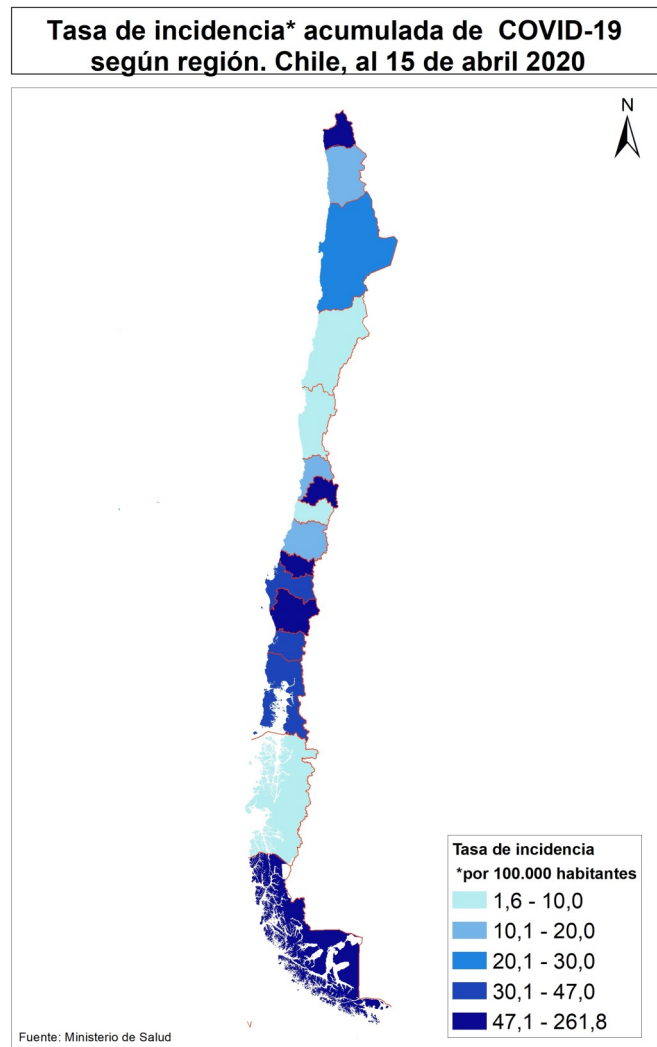 Tasa de incidencia* acumulada de COVID-19
según región. Chile, al 15 de abril 2020
N
Tasa de incidencia
*por 100.000 habitantes
1,6 - 10,0
10,1 - 20,0
20,1 - 30,0
30,1 - 47,0
47,1 - 261,8
Fuente: Ministerio de Salud